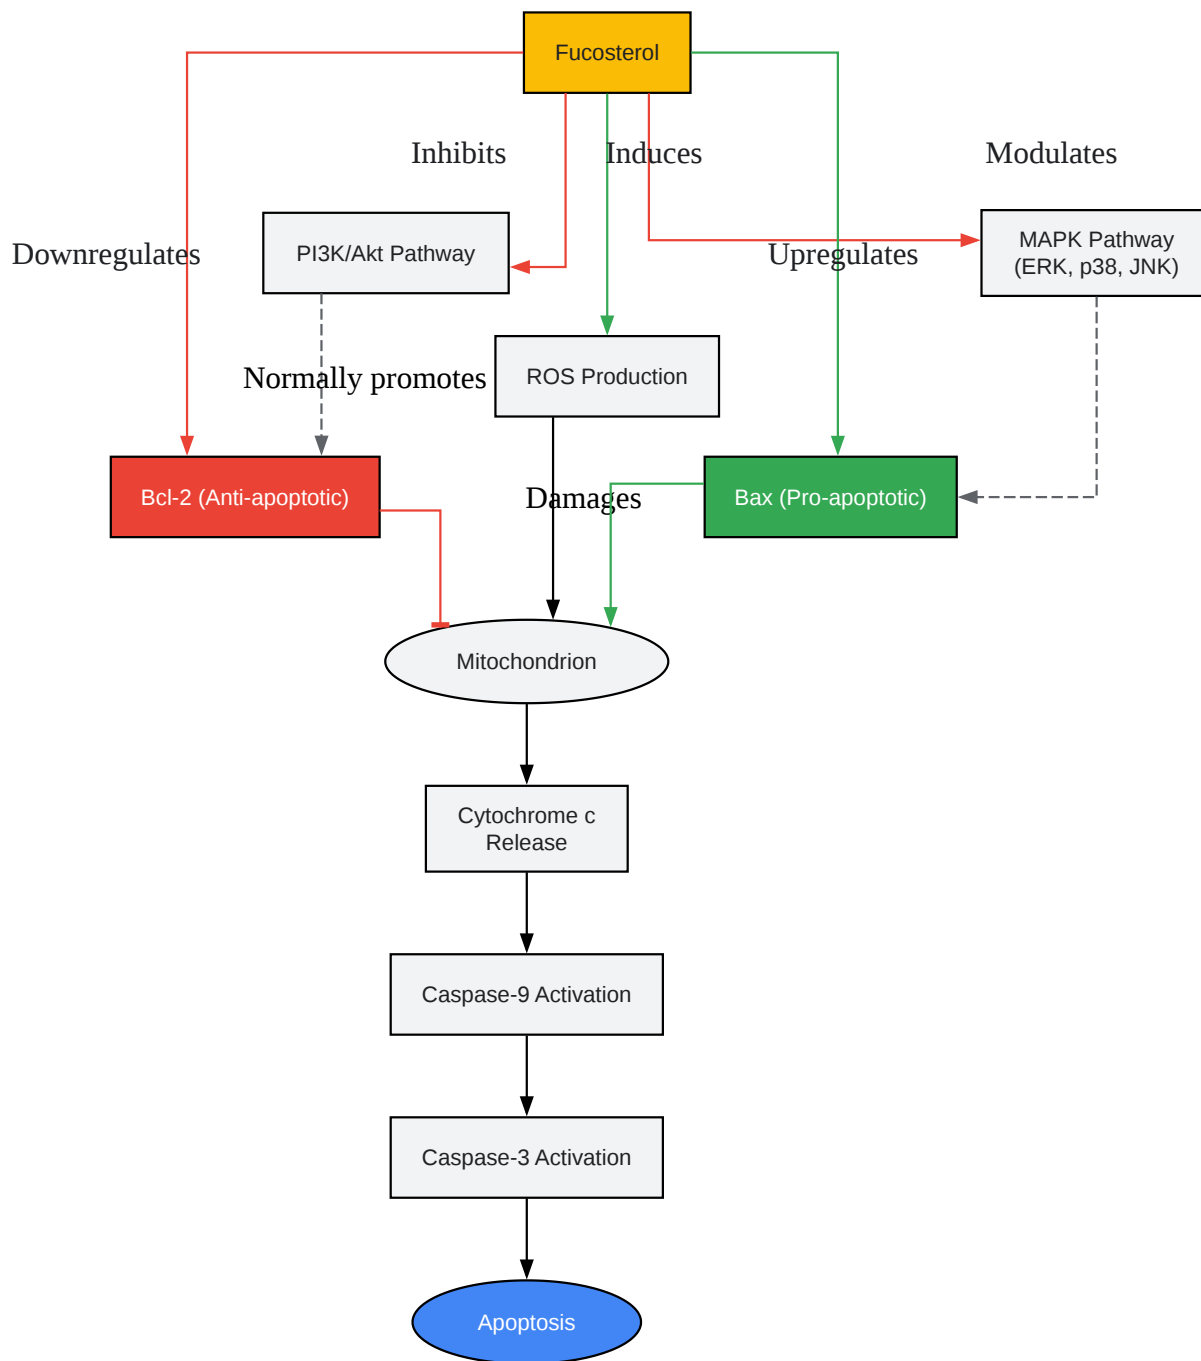 Fucosterol
Inhibits
Induces
Modulates
Downregulates
PI3K/Akt Pathway
Upregulates
MAPK Pathway
(ERK, p38, JNK)
Normally promotes
ROS Production
Bcl-2 (Anti-apoptotic)
Damages
Bax (Pro-apoptotic)
Mitochondrion
Cytochrome c
Release
Caspase-9 Activation
Caspase-3 Activation
Apoptosis